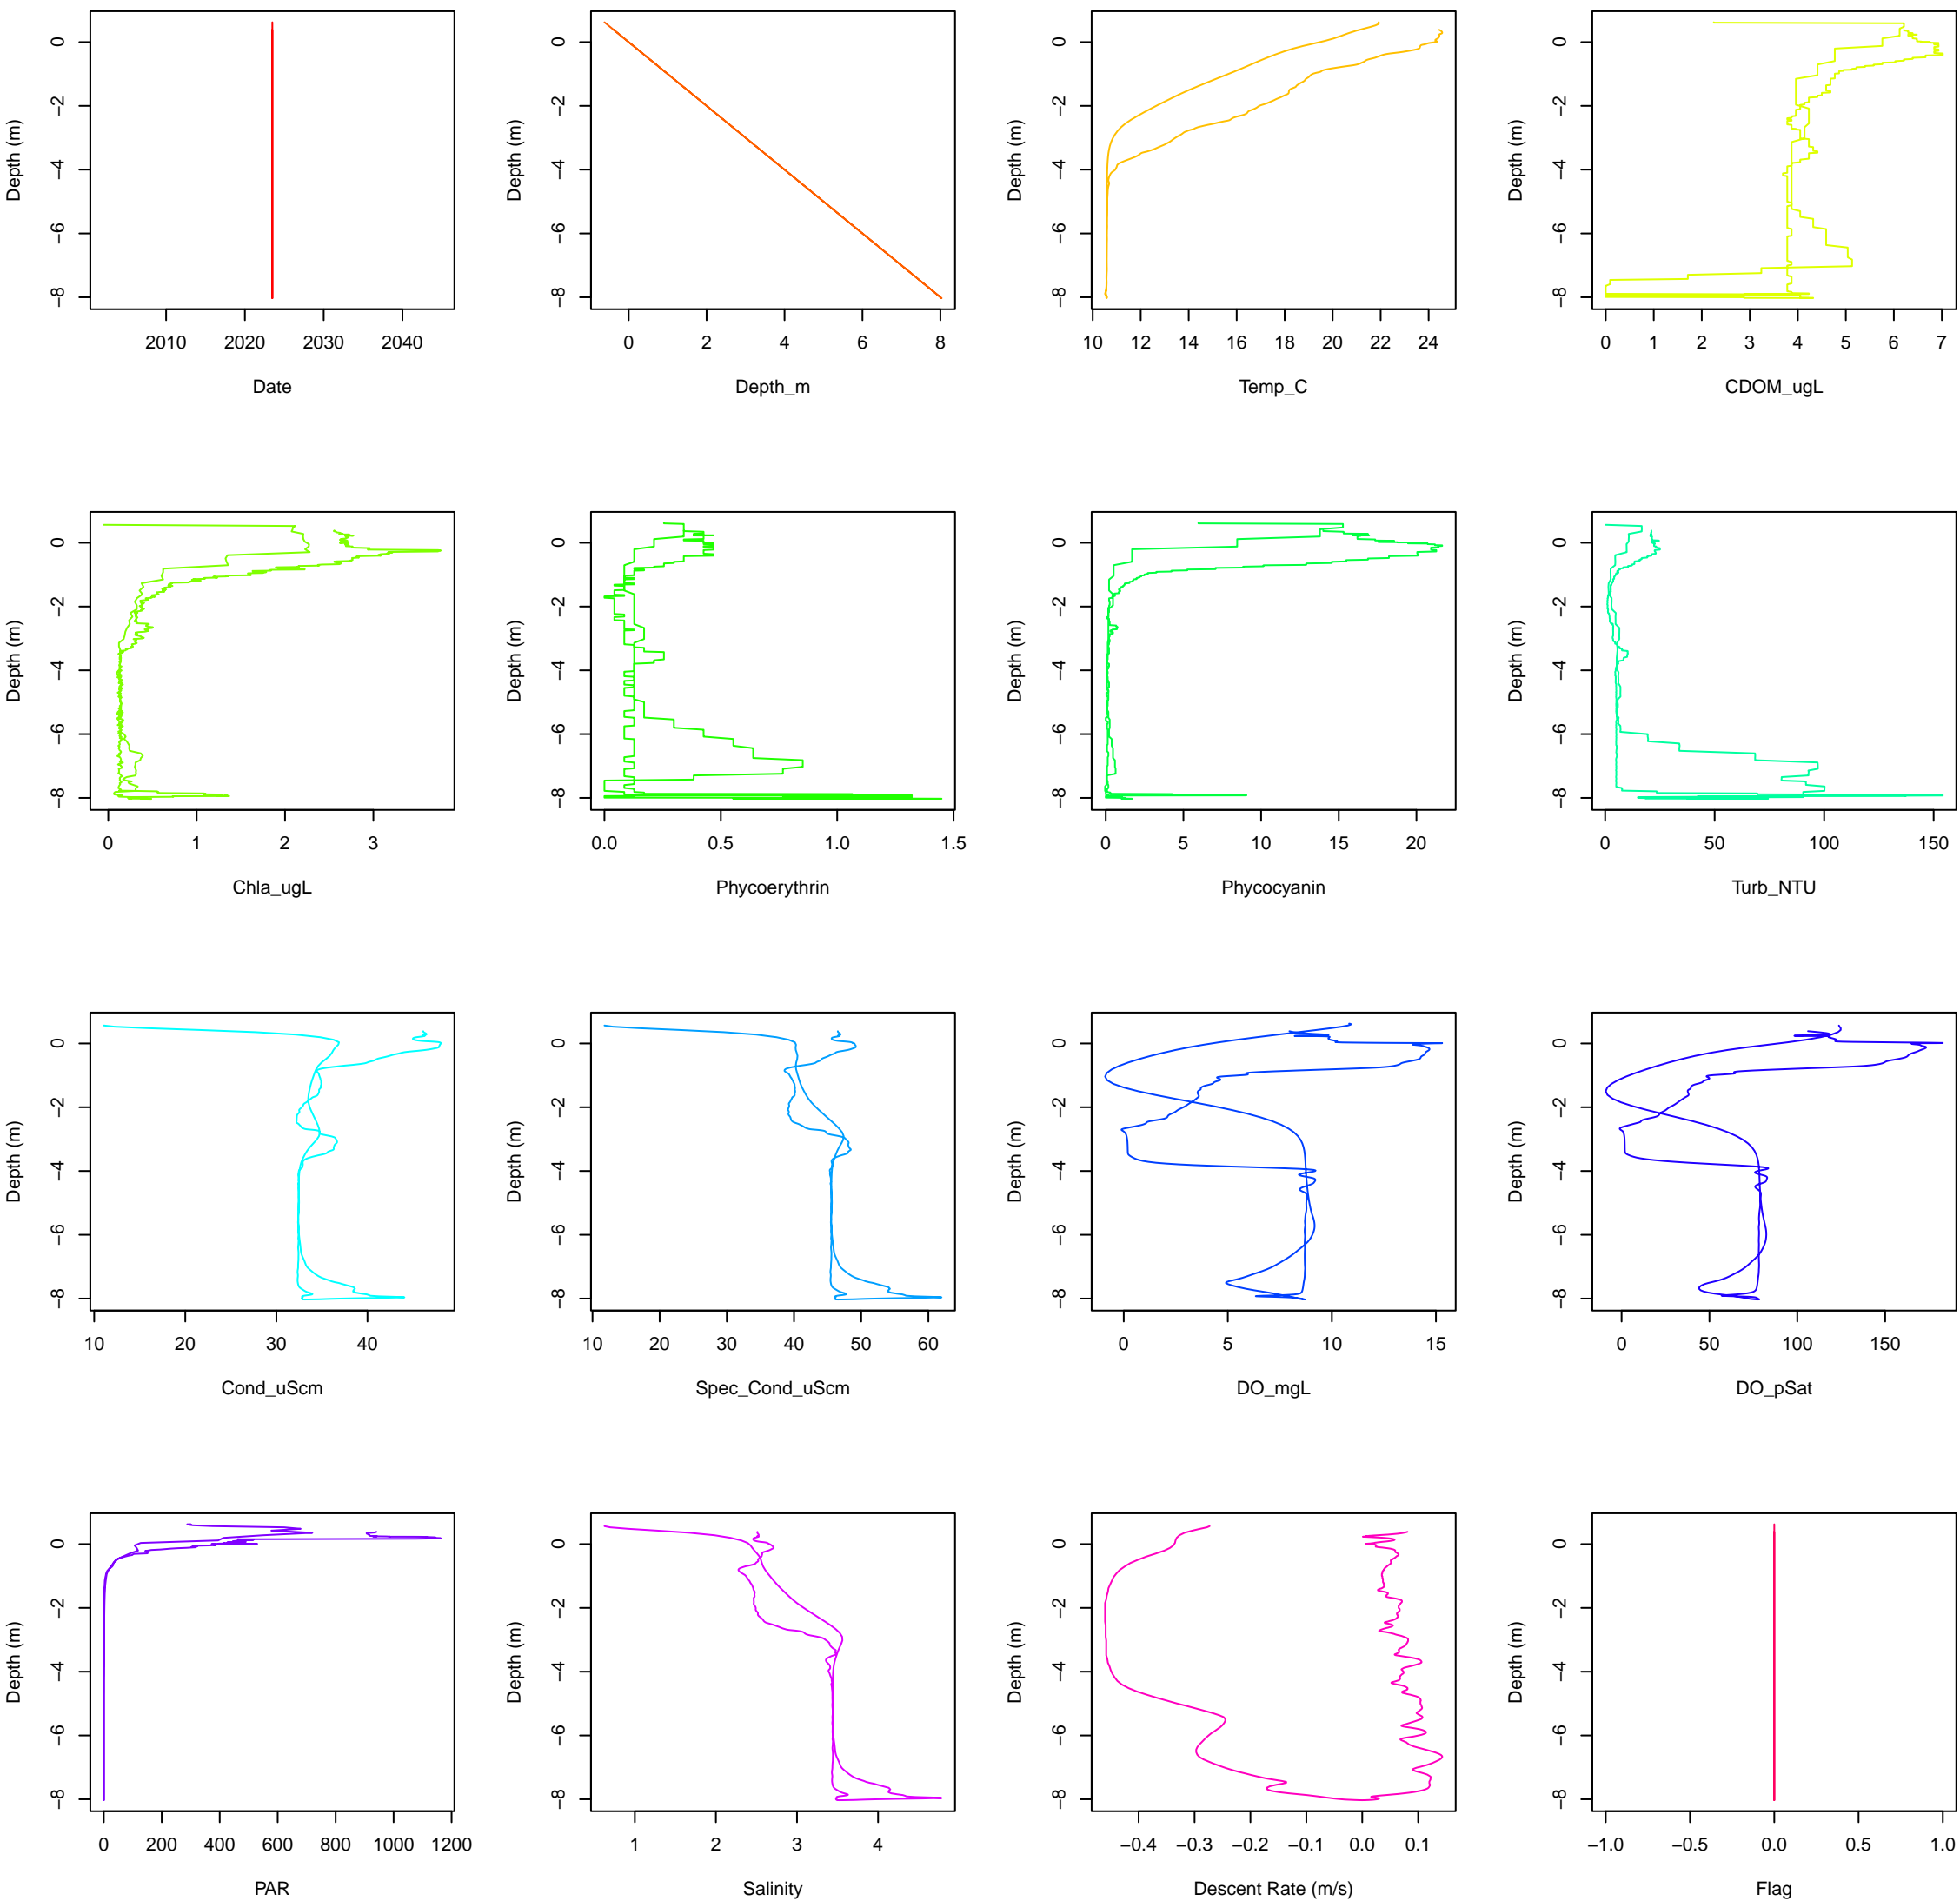 Depth (m)
0
−2
−4
−6
−8
2010 2020 2030 2040
Date
Depth (m)
0
−2
−4
−6
−8
0 2 4 6 8
Depth_m
Depth (m)
0
−2
−4
−6
−8
10 12 14 16 18 20 22 24
Temp_C
Depth (m)
0
−2
−4
−6
−8
0 1 2 3 4 5 6 7
CDOM_ugL
Depth (m)
0
−2
−4
−6
−8
0 1 2 3
Chla_ugL
Depth (m)
0
−2
−4
−6
−8
0.0 0.5 1.0 1.5
Phycoerythrin
Depth (m)
0
−2
−4
−6
−8
0 5 10 15 20
Phycocyanin
Depth (m)
0
−2
−4
−6
−8
0 50 100 150
Turb_NTU
Depth (m)
0
−2
−4
−6
−8
10 20 30 40
Cond_uScm
Depth (m)
0
−2
−4
−6
−8
10 20 30 40 50 60
Spec_Cond_uScm
Depth (m)
0
−2
−4
−6
−8
0 5 10 15
DO_mgL
Depth (m)
0
−2
−4
−6
−8
0 50 100 150
DO_pSat
Depth (m)
0
−2
−4
−6
−8
0 200 400 600 800 1000 1200
PAR
Depth (m)
0
−2
−4
−6
−8
1 2 3 4
Salinity
Depth (m)
0
−2
−4
−6
−8
−0.4 −0.3 −0.2 −0.1 0.0 0.1
Descent Rate (m/s)
Depth (m)
0
−2
−4
−6
−8
−1.0 −0.5 0.0 0.5 1.0
Flag